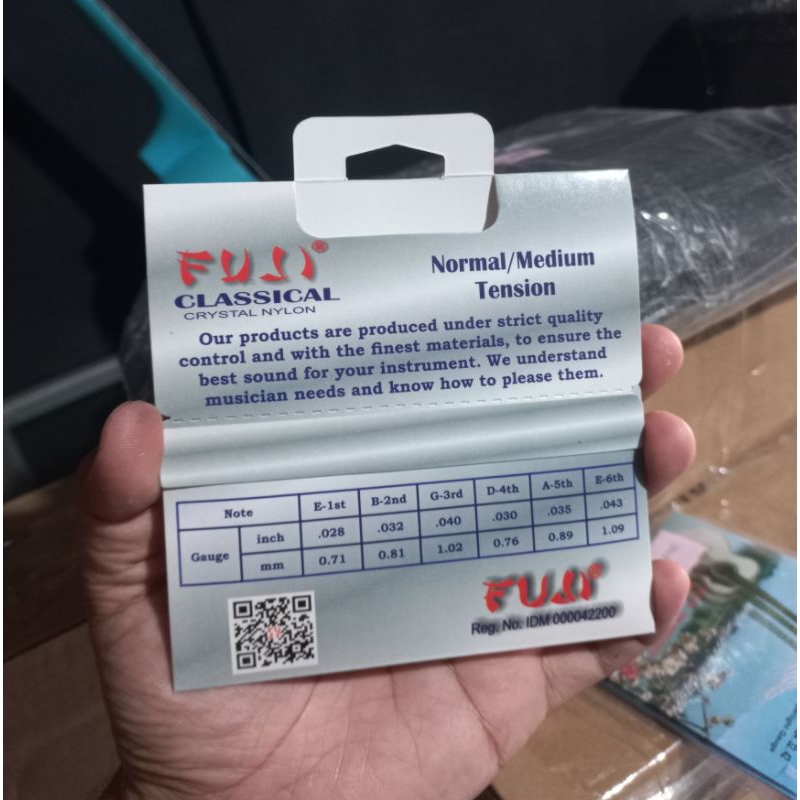 FUJI®
CLASSICAL
CRYSTAL NYLON
Normal/Medium
Tension
Our products are produced under strict quality
control and with the finest materials, to ensure the
best sound for your instrument. We understand
musician needs and know how to please them.
Note E-1st B-2nd G-3rd D-4th A-5th E-6th
Gauge inch .028 .032 .040 .030 .035 .043
mm 0.71 0.81 1.02 0.76 0.89 1.09
FUJI®
Reg. No. IDM 000042200